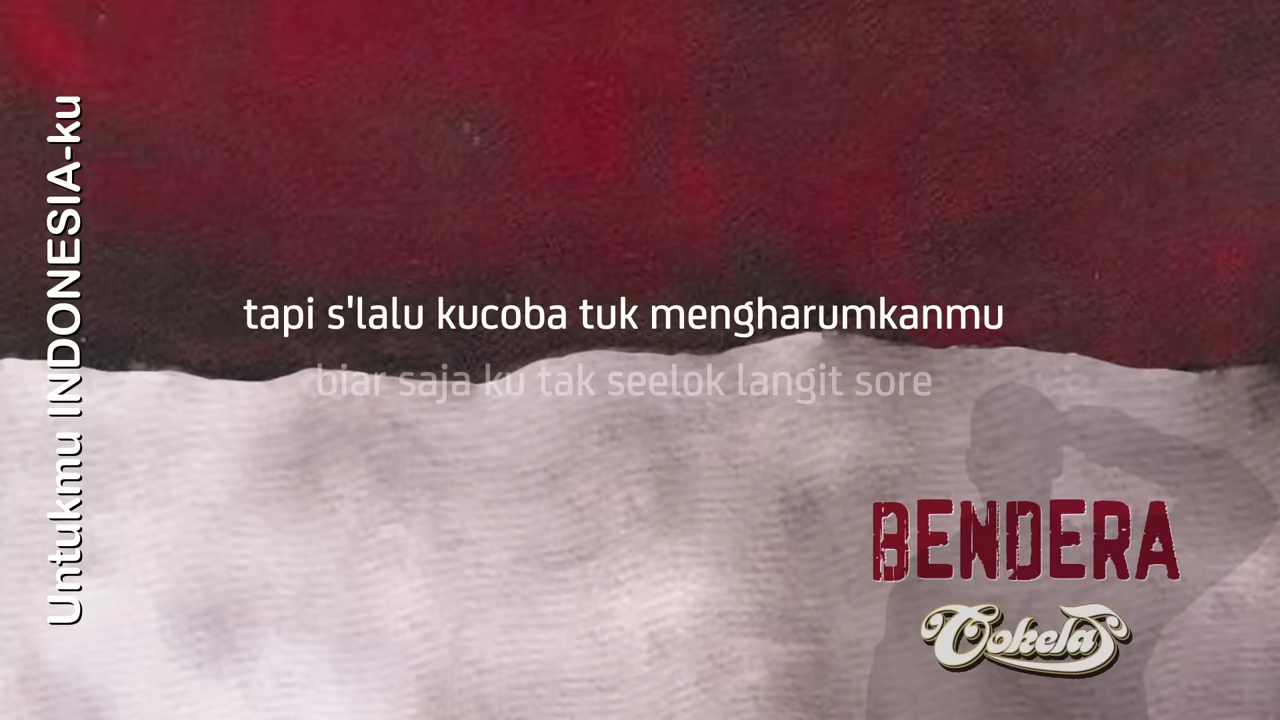 Untukmu INDONESIA-ku
tapi s'lalu kucoba tuk mengharumkanmu
biar saja ku tak seelok langit sore
BENDERA
Cokelat